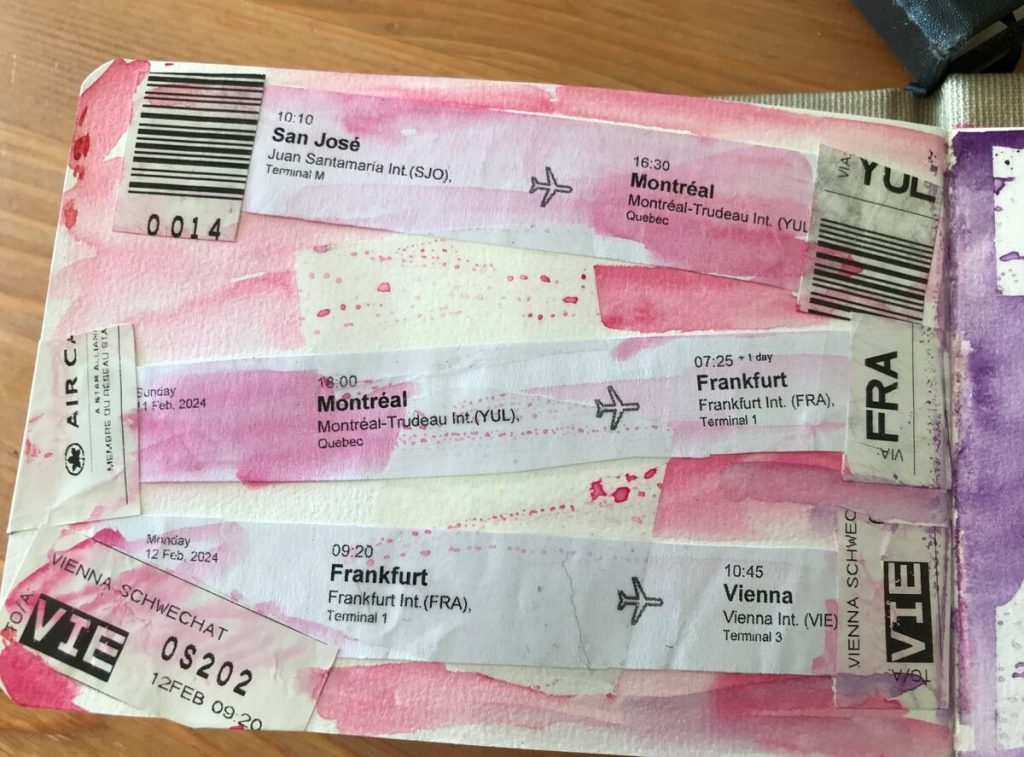 0014
10:10
San José
Juan Santamaría Int.(SJO),
Terminal M
16:30
Montréal
Montréal-Trudeau Int. (YUL
Quebec
VIA:
YUL
AIR CA
A STAR ALLIAN
MEMBRE DU RÉSEAU STA
Sunday
11 Feb, 2024
18:00
Montréal
Montréal-Trudeau Int.(YUL),
Quebec
07:25 +1 day
Frankfurt
Frankfurt Int. (FRA),
Terminal 1
VIA:
FRA
Monday
12 Feb, 2024
09:20
Frankfurt
Frankfurt Int.(FRA),
Terminal 1
10:45
Vienna
Vienna Int. (VIE)
Terminal 3
VIENNA SCHWECHAT
TO/A:
VIE
OS202
12FEB 09:20
VIENNA SCHWEC
TO/A:
VIE